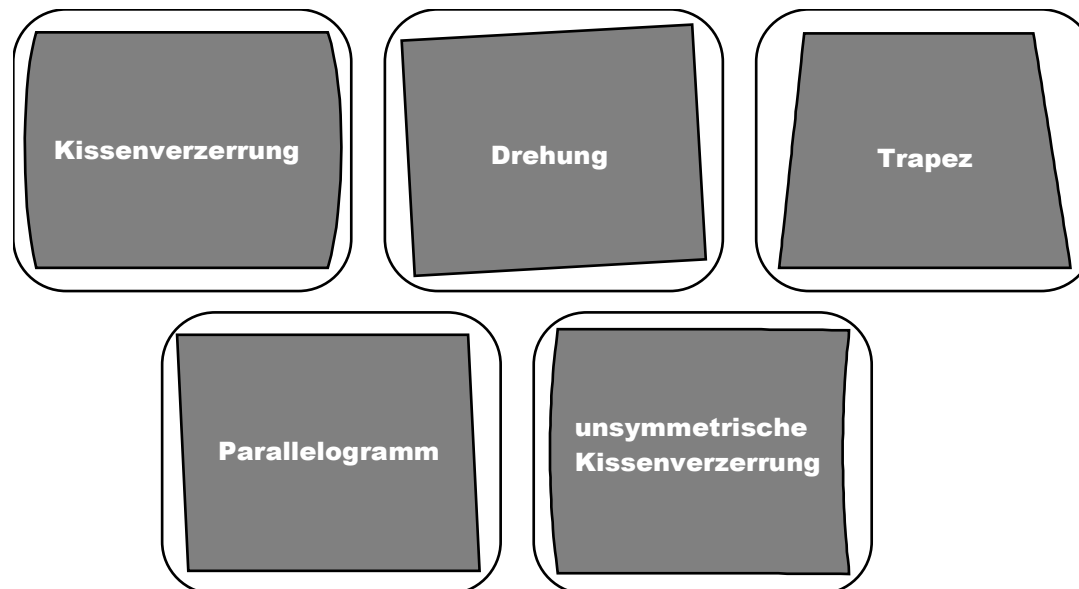 Kissenverzerrung
Drehung
Trapez
Parallelogramm
unsymmetrische
Kissenverzerrung